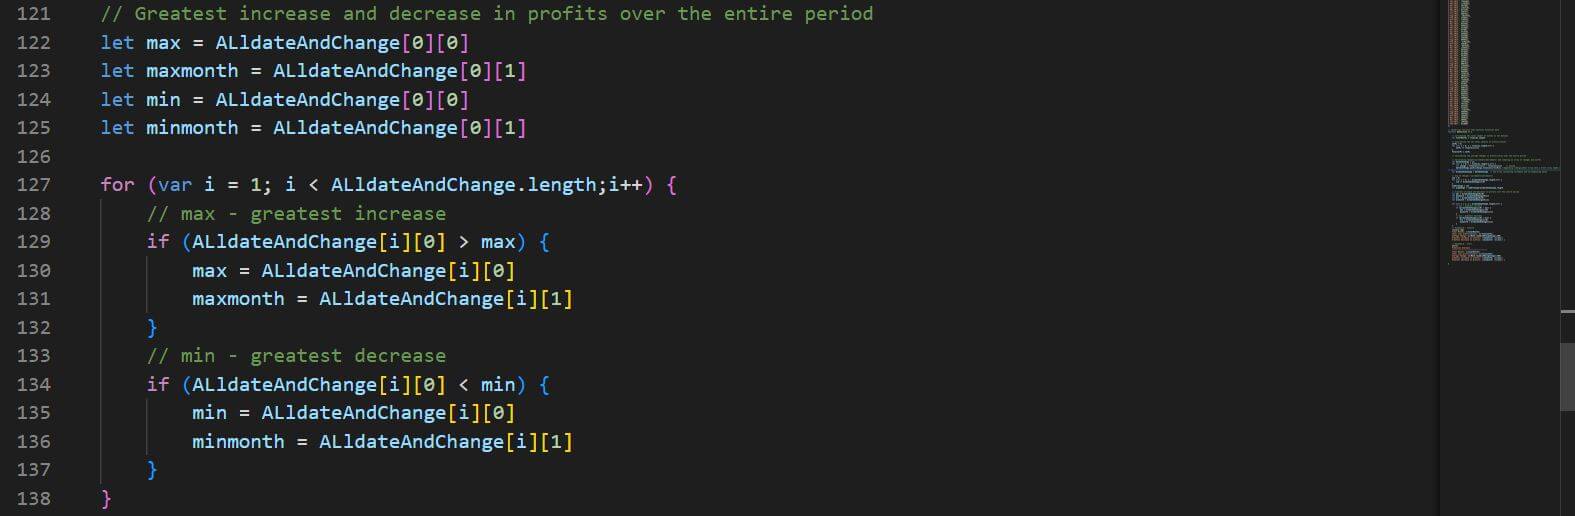 121 // Greatest increase and decrease in profits over the entire period
122 let max = ALldateAndChange[0][0]
123 let maxmonth = ALldateAndChange[0][1]
124 let min = ALldateAndChange[0][0]
125 let minmonth = ALldateAndChange[0][1]
126
127 for (var i = 1; i < ALldateAndChange.length;i++) {
128 // max - greatest increase
129 if (ALldateAndChange[i][0] > max) {
130 max = ALldateAndChange[i][0]
131 maxmonth = ALldateAndChange[i][1]
132 }
133 // min - greatest decrease
134 if (ALldateAndChange[i][0] < min) {
135 min = ALldateAndChange[i][0]
136 minmonth = ALldateAndChange[i][1]
137 }
138 }